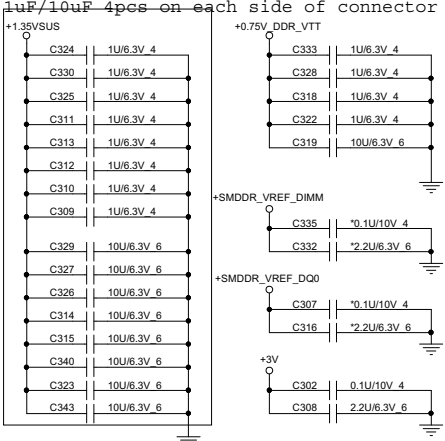 1uF/10uF 4pcs on each side of connector
+1.35VSUS
C324 1U/6.3V_4
C330 1U/6.3V_4
C325 1U/6.3V_4
C311 1U/6.3V_4
C313 1U/6.3V_4
C312 1U/6.3V_4
C310 1U/6.3V_4
C309 1U/6.3V_4
C329 10U/6.3V_6
C327 10U/6.3V_6
C326 10U/6.3V_6
C314 10U/6.3V_6
C315 10U/6.3V_6
C340 10U/6.3V_6
C323 10U/6.3V_6
C343 10U/6.3V_6
+0.75V_DDR_VTT
C333 1U/6.3V_4
C328 1U/6.3V_4
C318 1U/6.3V_4
C322 1U/6.3V_4
C319 10U/6.3V_6
+SMDDR_VREF_DIMM
C335 *0.1U/10V_4
C332 *2.2U/6.3V_6
+SMDDR_VREF_DQ0
C307 *0.1U/10V_4
C316 *2.2U/6.3V_6
+3V
C302 0.1U/10V_4
C308 2.2U/6.3V_6